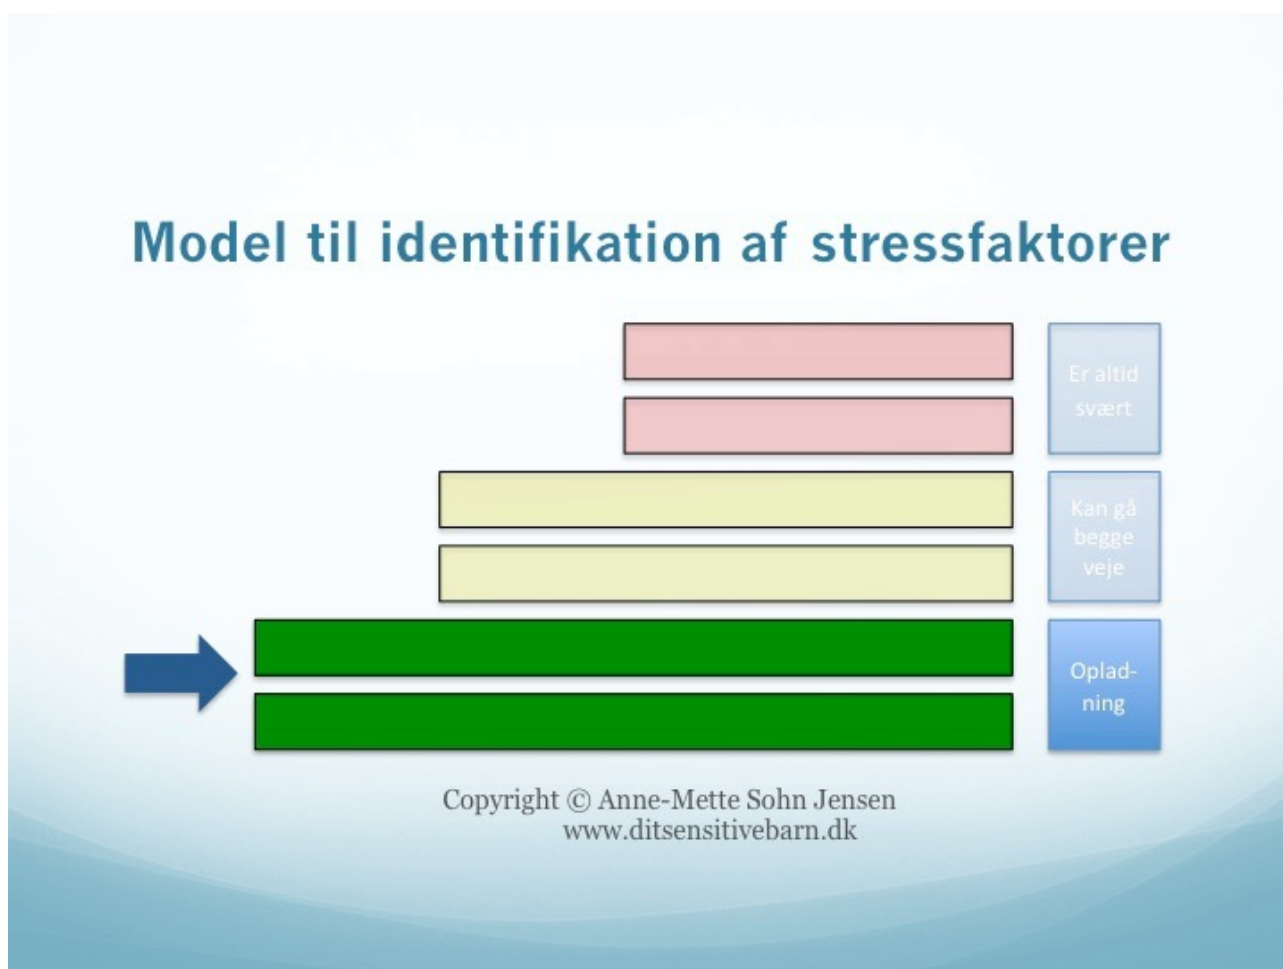 Model til identifikation af stressfaktorer
Er altid
svært
Kan gå
begge
veje
Oplad-
ning
Copyright © Anne-Mette Sohn Jensen
www.ditsensitivebarn.dk